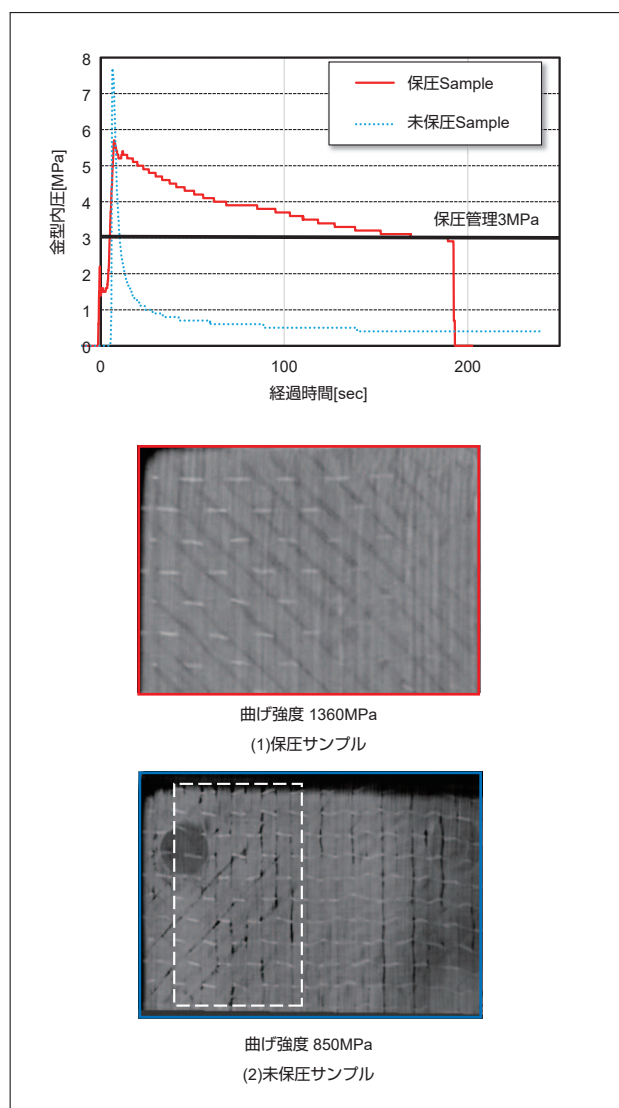 8
7
6
5
4
3
2
1
0
金型内圧[MPa]
保圧Sample
未保圧Sample
保圧管理3MPa
0
100
200
経過時間[sec]
曲げ強度 1360MPa
(1)保圧サンプル
曲げ強度 850MPa
(2)未保圧サンプル